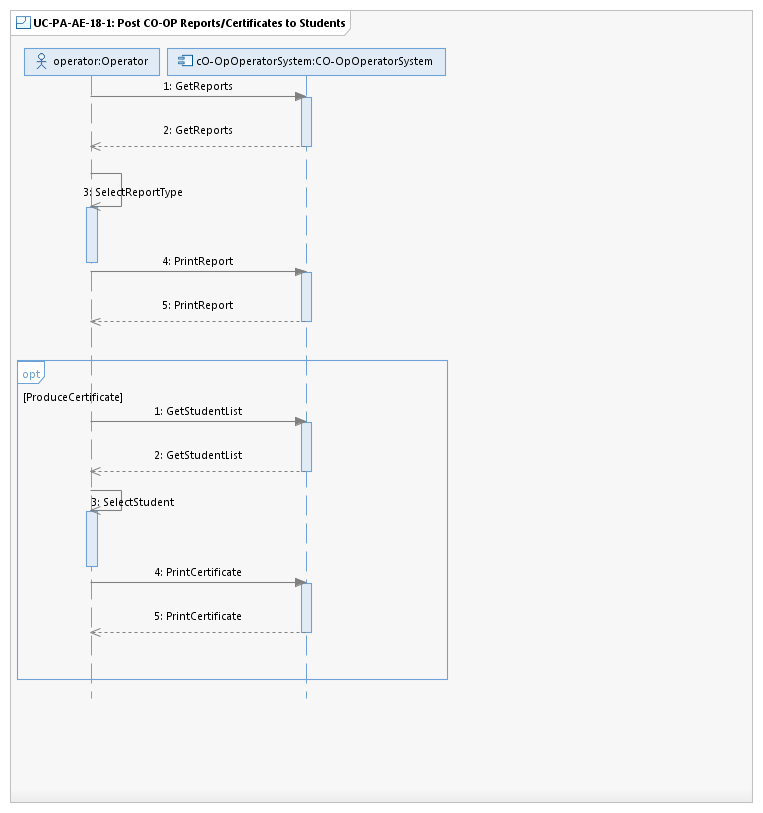 UC-PA-AE-18-1: Post CO-OP Reports/Certificates to Students
operator:Operator
cO-OpOperatorSystem:CO-OpOperatorSystem
1: GetReports
2: GetReports
3: SelectReportType
4: PrintReport
5: PrintReport
opt
[ProduceCertificate]
1: GetStudentList
2: GetStudentList
3: SelectStudent
4: PrintCertificate
5: PrintCertificate